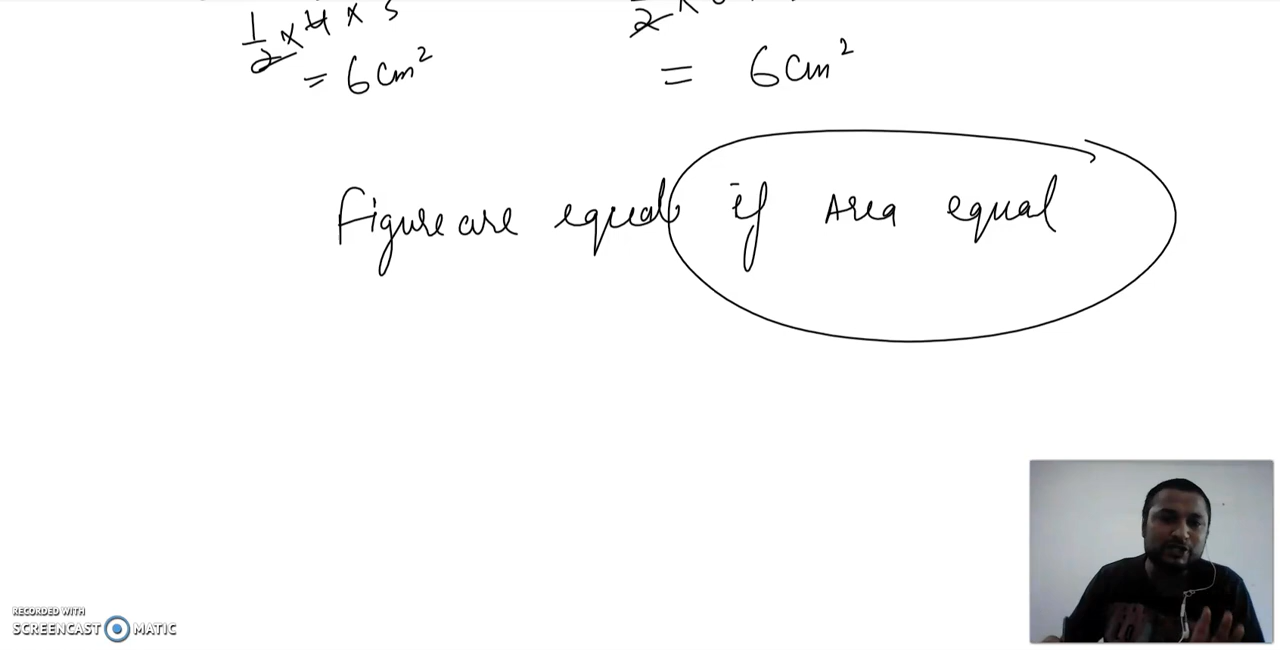 1/2 × 4 × 3
= 6 cm²
= 6 cm²
Figure are equal if Area equal
RECORDED WITH
SCREENCAST MATIC